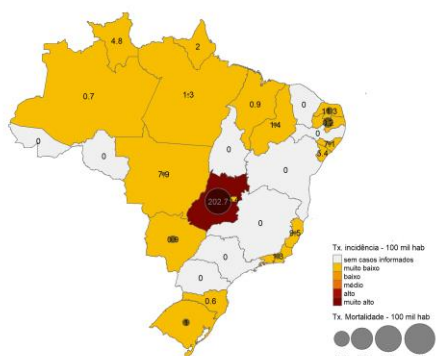 4.8
2
0.7
1.3
0.9
1.4
0
0
0
0
0
0
0
3.4
7.9
202.7
0
0
0
0.6
Tx. incidência - 100 mil hab
sem casos informados
muito baixo
baixo
médio
alto
muito alto
Tx. Mortalidade - 100 mil hab